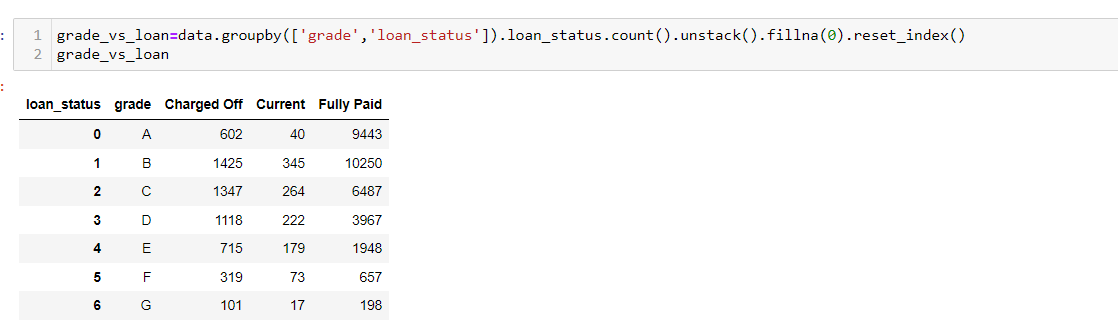 1 grade_vs_loan=data.groupby(['grade','loan_status']).loan_status.count().unstack().fillna(0).reset_index()
2 grade_vs_loan
loan_status grade Charged Off Current Fully Paid
0 A 602 40 9443
1 B 1425 345 10250
2 C 1347 264 6487
3 D 1118 222 3967
4 E 715 179 1948
5 F 319 73 657
6 G 101 17 198